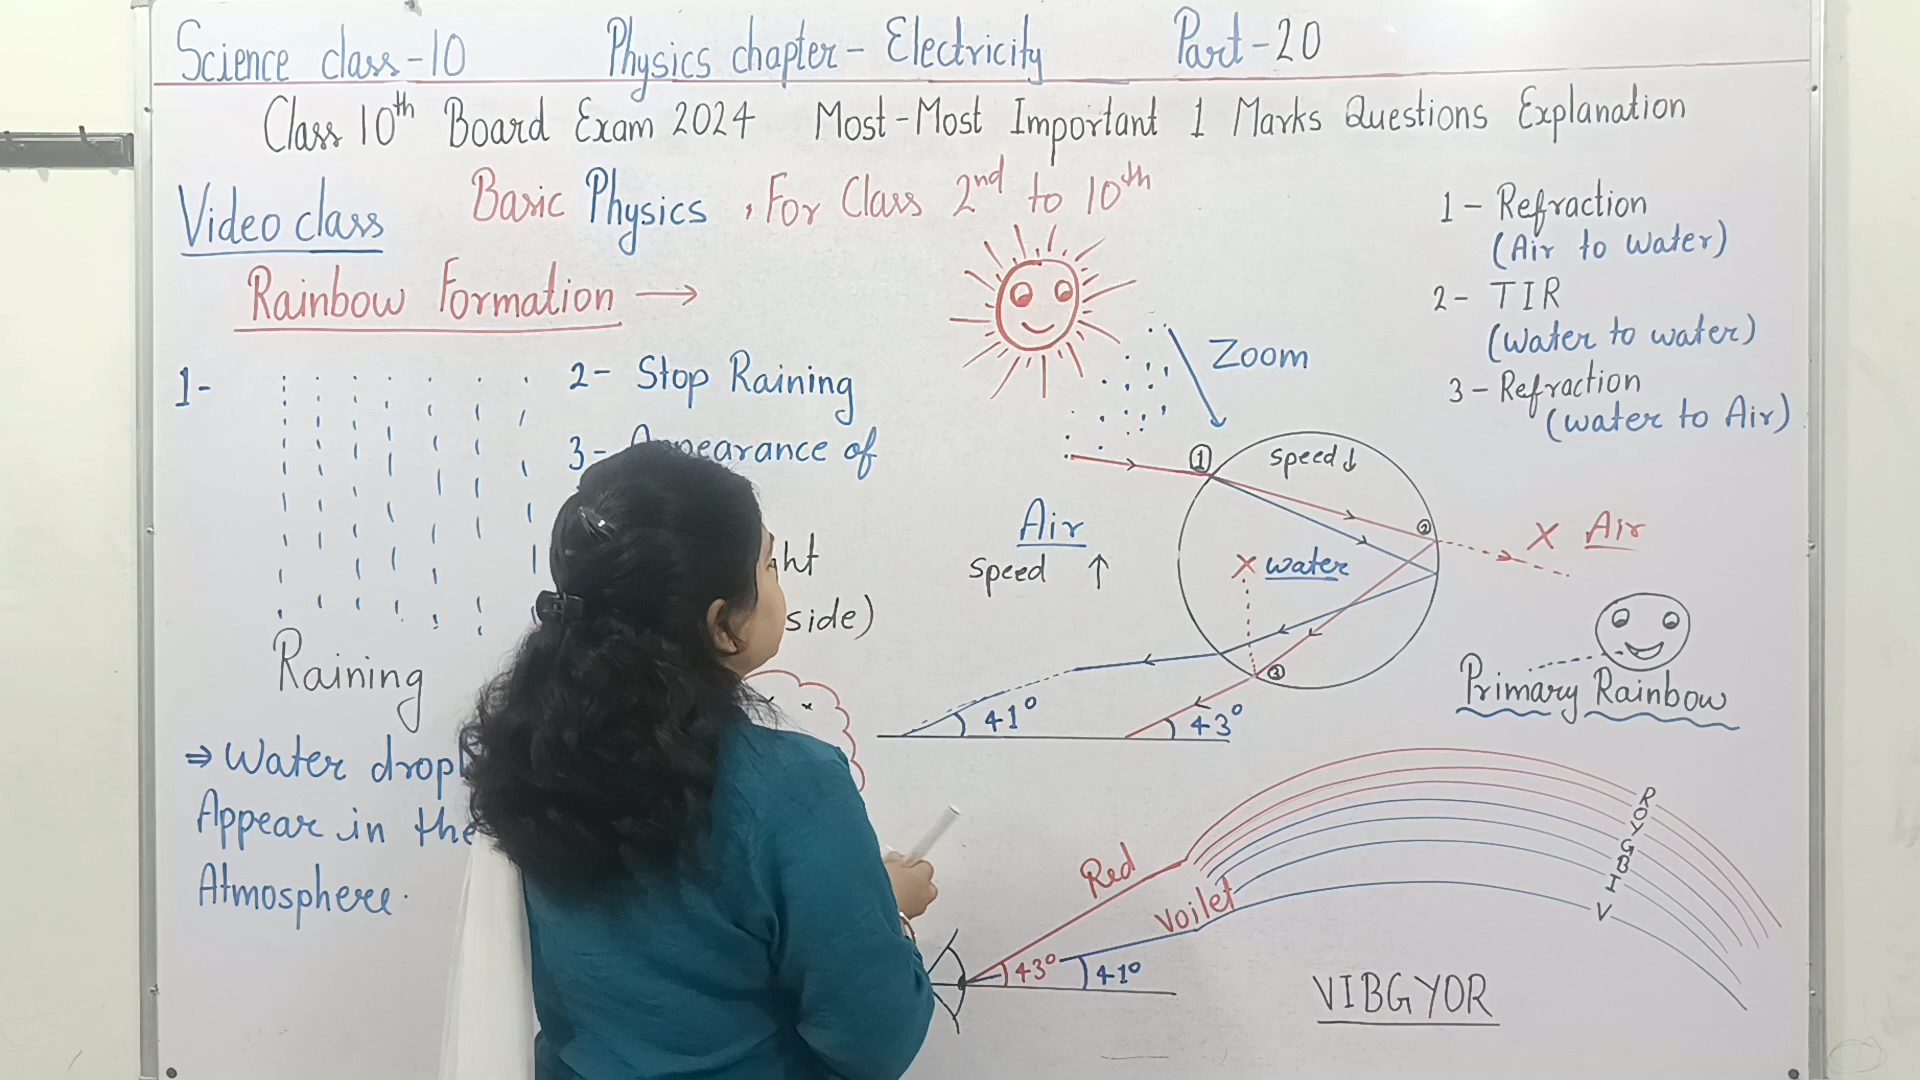 Science class-10 Physics chapter- Electricity Part-20
Class 10th Board Exam 2024 Most-Most Important 1 Marks Questions Explanation
Video class Basic Physics, For Class 2nd to 10th
Rainbow Formation →
1-
Raining
⇒ Water drop
Appear in the
Atmosphere.
2- Stop Raining
3- Appearance of
side)
Zoom
1 - Refraction
(Air to water)
2- TIR
(Water to water)
3 - Refraction
(water to Air)
① Speed↓
②
Air
Speed ↑
X water
X Air
③
41° 43°
Primary Rainbow
Red
Voilet
43° 41°
R
O
Y
G
B
I
V
VIBGYOR